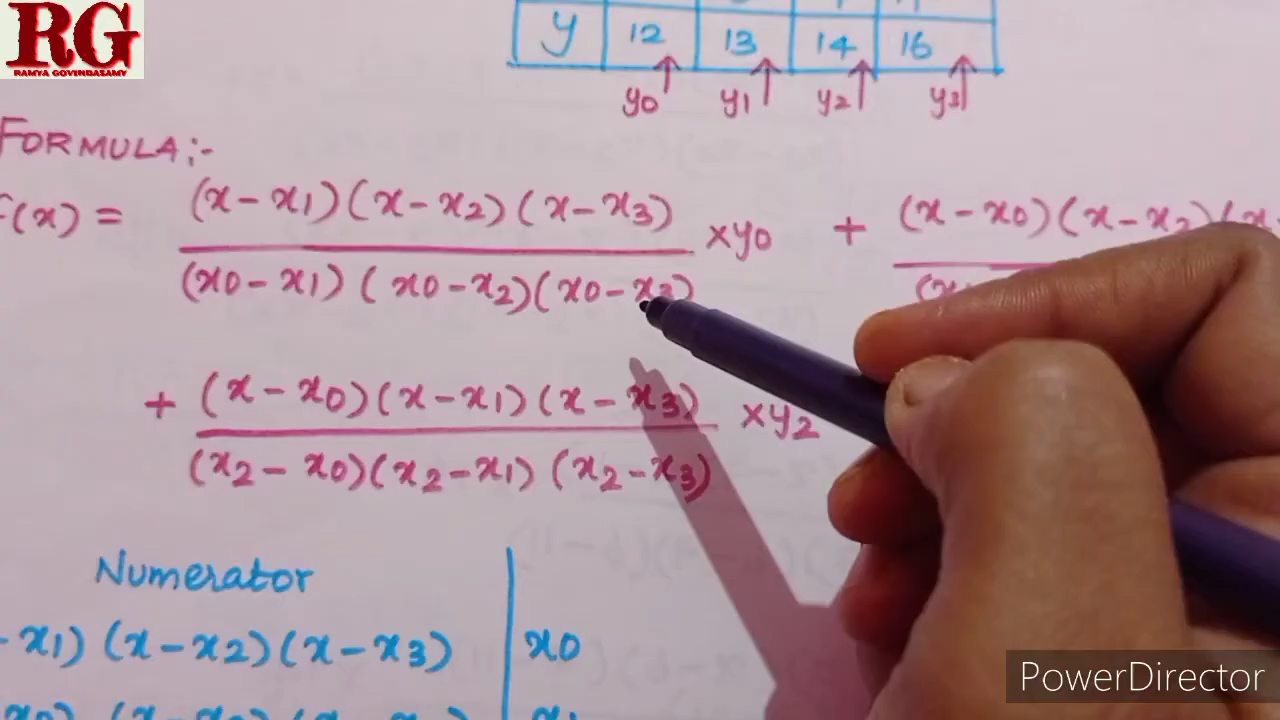 RG
RAMYA GOVINDASAMY
y 12 13 14 16
y0 y1 y2 y3
FORMULA:-
f(x) = (x-x1)(x-x2)(x-x3) ×y0 + (x-x0)(x-x2)(x
(x0-x1)(x0-x2)(x0-x3)
+ (x-x0)(x-x1)(x-x3) ×y2
(x2-x0)(x2-x1)(x2-x3)
Numerator
-x1)(x-x2)(x-x3) x0
PowerDirector